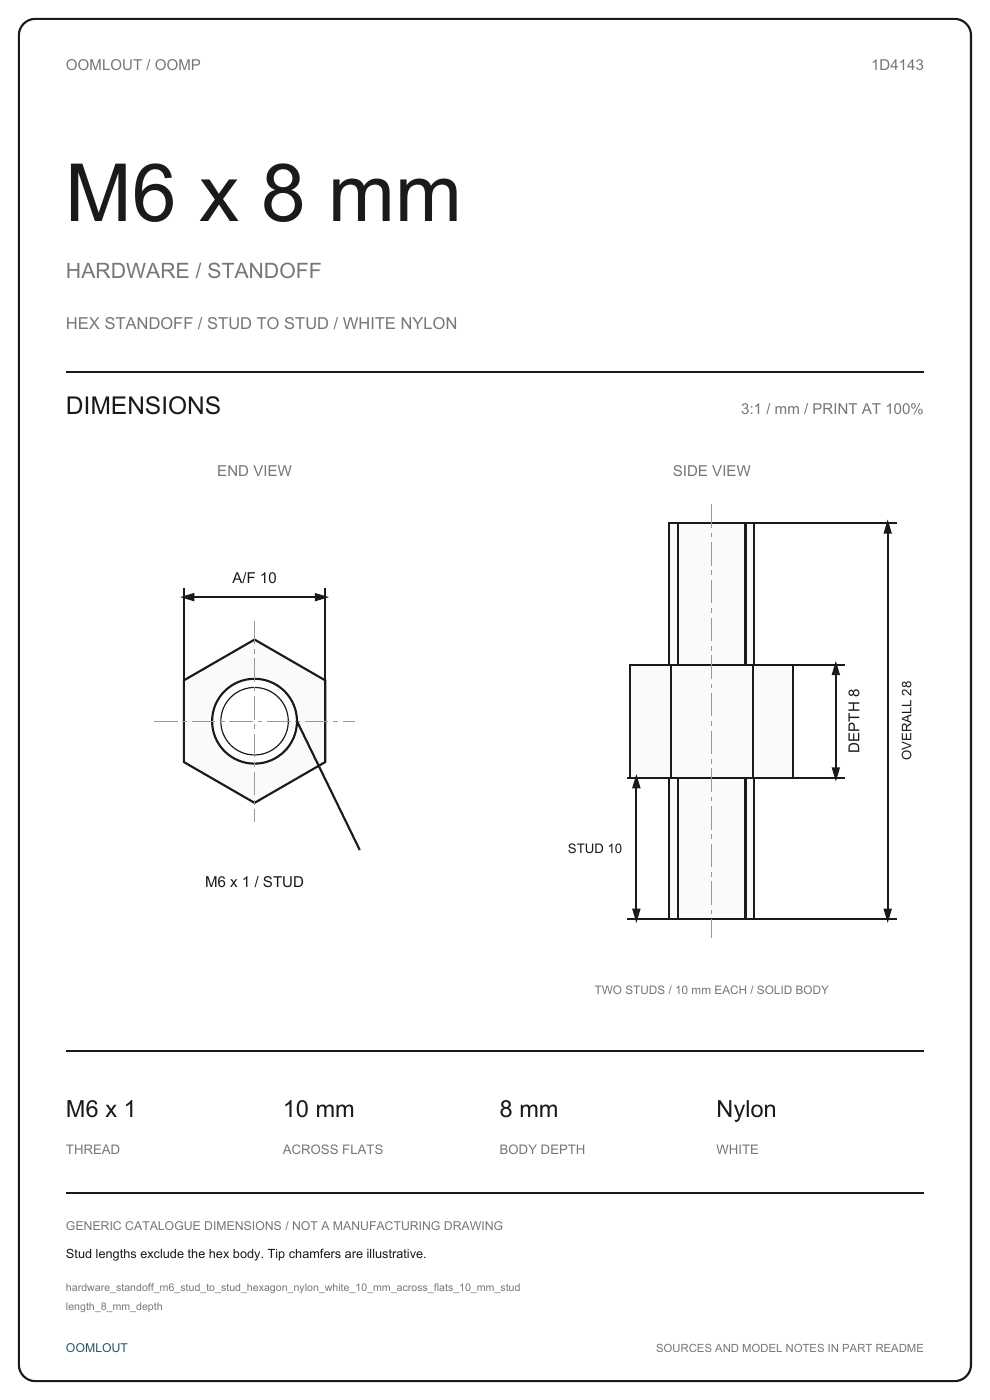 OOMLOUT / OOMP
1D4143
M6 x 8 mm
HARDWARE / STANDOFF
HEX STANDOFF / STUD TO STUD / WHITE NYLON
DIMENSIONS
3:1 / mm / PRINT AT 100%
END VIEW
SIDE VIEW
A/F 10
DEPTH 8
OVERALL 28
STUD 10
M6 x 1 / STUD
TWO STUDS / 10 mm EACH / SOLID BODY
M6 x 1
10 mm
8 mm
Nylon
THREAD
ACROSS FLATS
BODY DEPTH
WHITE
GENERIC CATALOGUE DIMENSIONS / NOT A MANUFACTURING DRAWING
Stud lengths exclude the hex body. Tip chamfers are illustrative.
hardware_standoff_m6_stud_to_stud_hexagon_nylon_white_10_mm_across_flats_10_mm_stud
length_8_mm_depth
OOMLOUT
SOURCES AND MODEL NOTES IN PART README